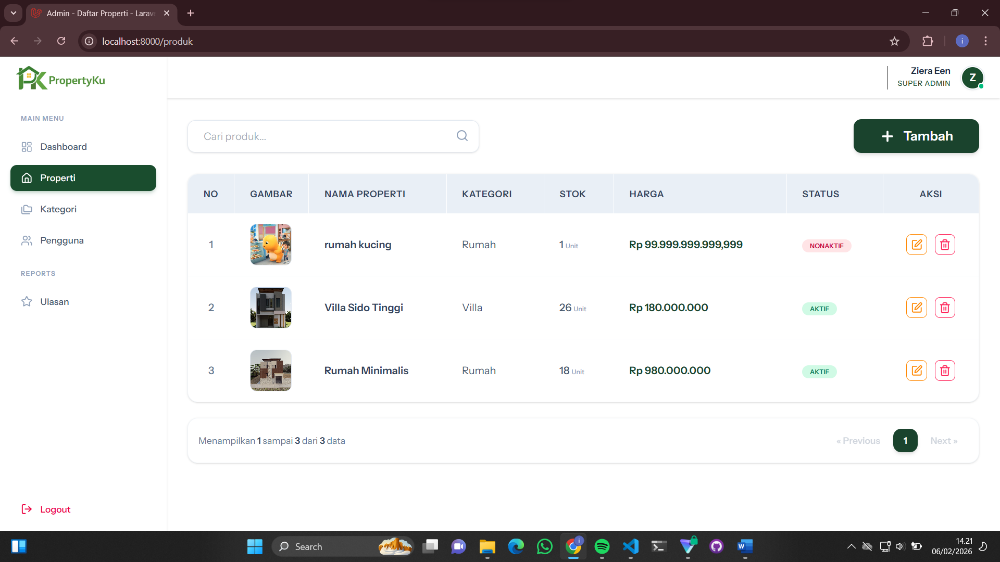 Admin - Daftar Properti - Larave
localhost:8000/produk
i
PK PropertyKu
Ziera Een
SUPER ADMIN
Z
MAIN MENU
Dashboard
Properti
Kategori
Pengguna
REPORTS
Ulasan
Logout
Cari produk...
+ Tambah
NO GAMBAR NAMA PROPERTI KATEGORI STOK HARGA STATUS AKSI
1 rumah kucing Rumah 1 Unit Rp 99.999.999.999,999 NONAKTIF
2 Villa Sido Tinggi Villa 26 Unit Rp 180.000.000 AKTIF
3 Rumah Minimalis Rumah 18 Unit Rp 980.000.000 AKTIF
Menampilkan 1 sampai 3 dari 3 data
« Previous 1 Next »
Search
14.21
06/02/2026